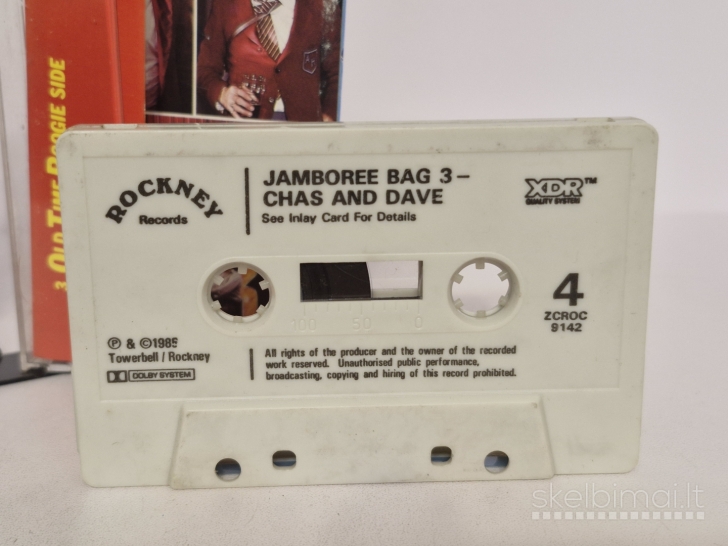 3 OLD TIME BOOGIE SIDE
ROCKNEY
Records
JAMBOREE BAG 3 –
CHAS AND DAVE
See Inlay Card For Details
XDR™
QUALITY SYSTEM
100 50 0
4
ZCROC
9142
Ⓟ & ©1985
Towerbell / Rockney
DOLBY SYSTEM
All rights of the producer and the owner of the recorded
work reserved. Unauthorised public performance,
broadcasting, copying and hiring of this record prohibited.
skelbimai.lt